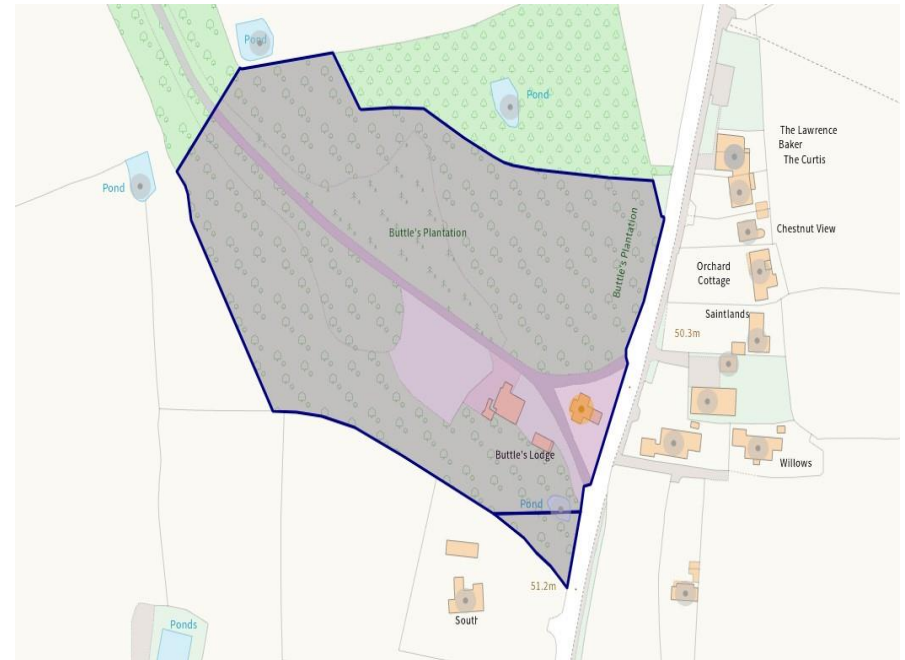 Pond
Pond
The Lawrence
Baker
The Curtis
Pond
Buttle's Plantation
Buttle's Plantation
Chestnut View
Orchard
Cottage
Saintlands
50.3m
Buttle's Lodge
Willows
Pond
51.2m
South
Ponds